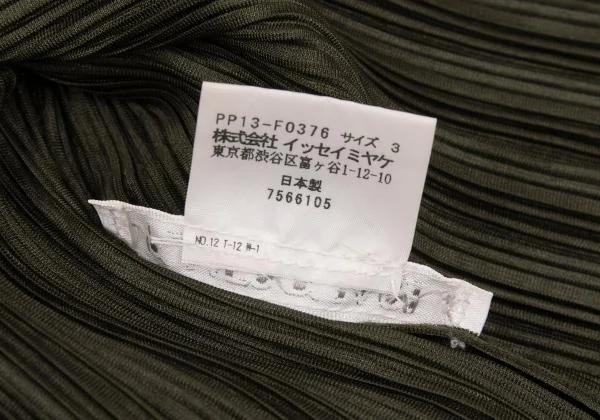 PP13-F0376 サイズ 3
株式会社 イッセイミヤケ
東京都渋谷区富ヶ谷1-12-10
日本製
7566105
NO.12 T-12 W-1